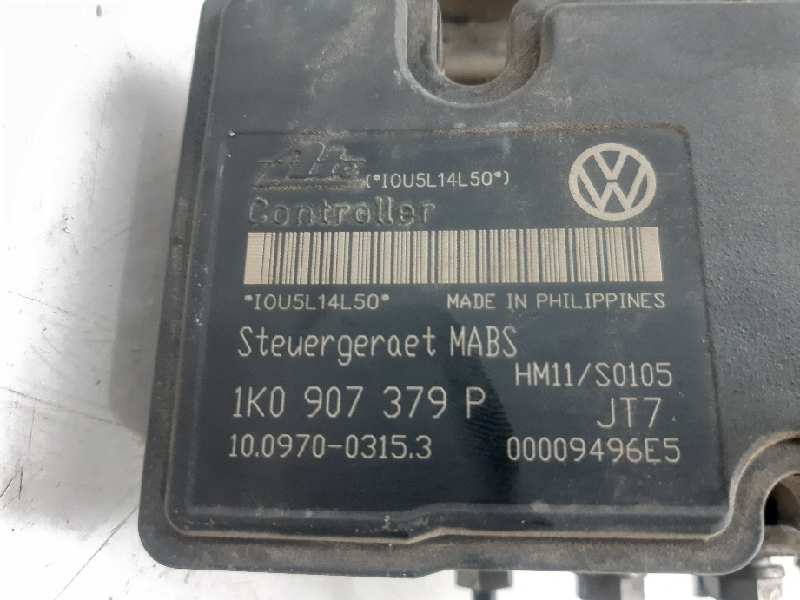 Ate (*IOU5L14L50*)
Controller
*IOU5L14L50* MADE IN PHILIPPINES
Steuergeraet MABS
HM11/S0105
1K0 907 379 P JT7
10.0970-0315.3 00009496E5